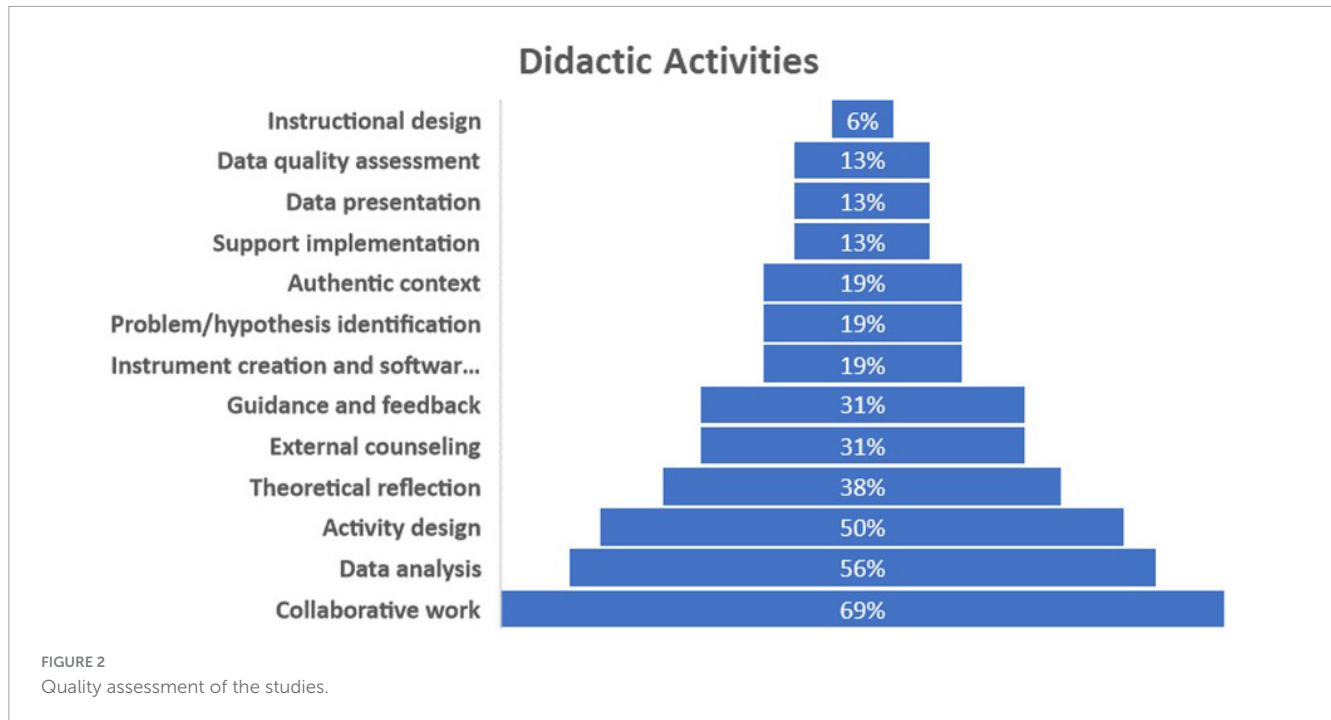 Didactic Activities
Instructional design 6%
Data quality assessment 13%
Data presentation 13%
Support implementation 13%
Authentic context 19%
Problem/hypothesis identification 19%
Instrument creation and softwar... 19%
Guidance and feedback 31%
External counseling 31%
Theoretical reflection 38%
Activity design 50%
Data analysis 56%
Collaborative work 69%
FIGURE 2
Quality assessment of the studies.